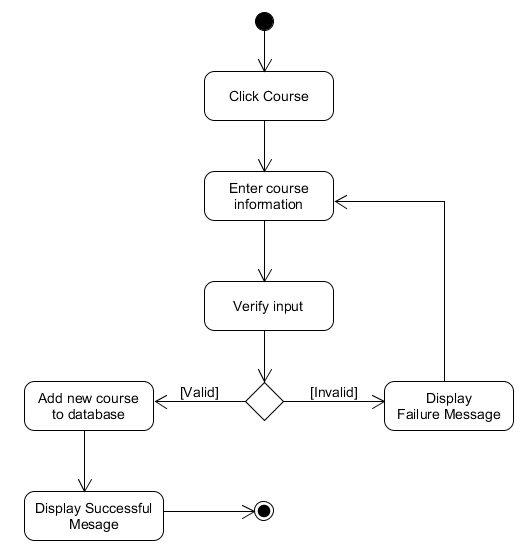 Click Course
Enter course
information
Verify input
[Valid]
[Invalid]
Add new course
to database
Display
Failure Message
Display Successful
Mesage